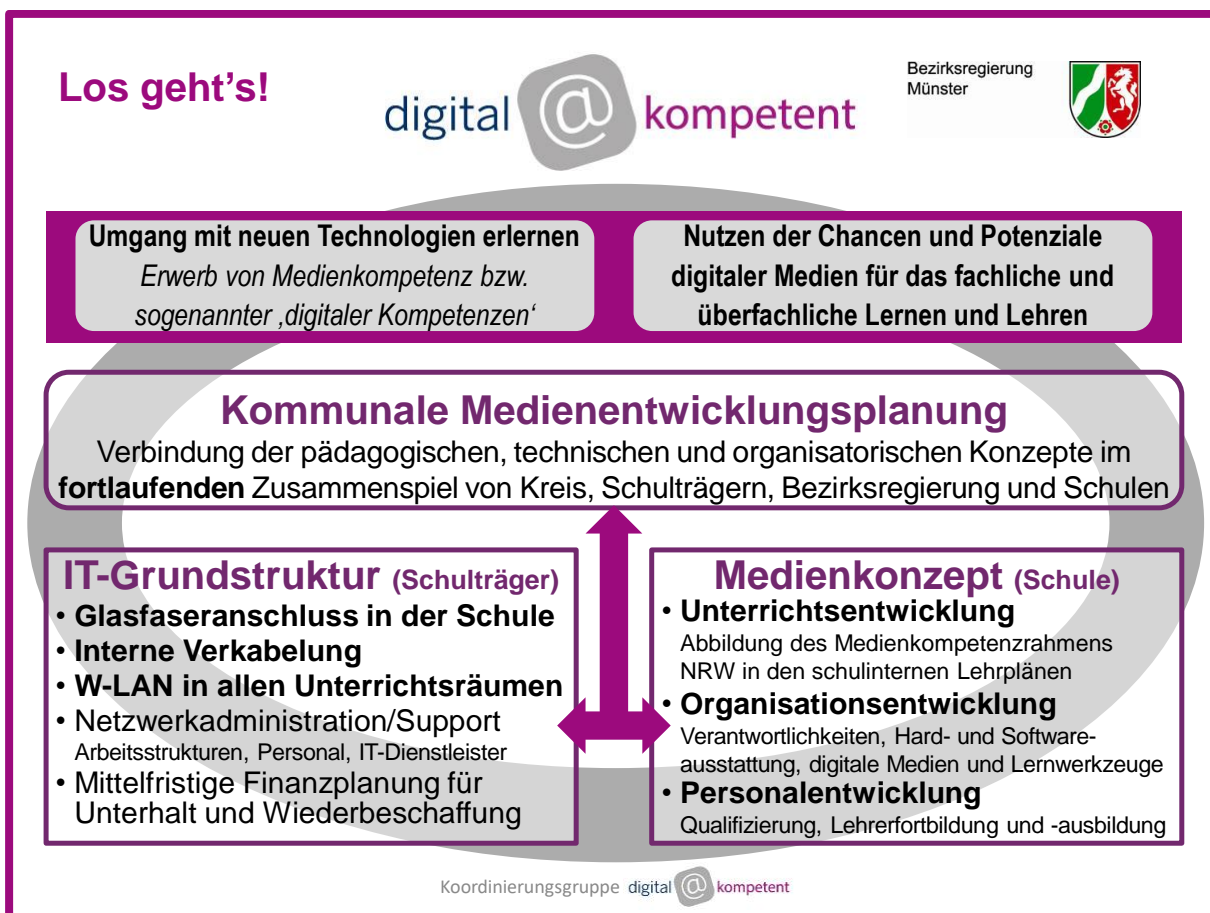 Los geht's!
digital @ kompetent
Bezirksregierung
Münster
Umgang mit neuen Technologien erlernen
Erwerb von Medienkompetenz bzw.
sogenannter ‚digitaler Kompetenzen‘
Nutzen der Chancen und Potenziale
digitaler Medien für das fachliche und
überfachliche Lernen und Lehren
Kommunale Medienentwicklungsplanung
Verbindung der pädagogischen, technischen und organisatorischen Konzepte im
fortlaufenden Zusammenspiel von Kreis, Schulträgern, Bezirksregierung und Schulen
IT-Grundstruktur (Schulträger)
• Glasfaseranschluss in der Schule
• Interne Verkabelung
• W-LAN in allen Unterrichtsräumen
• Netzwerkadministration/Support
Arbeitsstrukturen, Personal, IT-Dienstleister
• Mittelfristige Finanzplanung für
Unterhalt und Wiederbeschaffung
Medienkonzept (Schule)
• Unterrichtsentwicklung
Abbildung des Medienkompetenzrahmens
NRW in den schulinternen Lehrplänen
• Organisationsentwicklung
Verantwortlichkeiten, Hard- und Software-
ausstattung, digitale Medien und Lernwerkzeuge
• Personalentwicklung
Qualifizierung, Lehrerfortbildung und -ausbildung
Koordinierungsgruppe digital @ kompetent